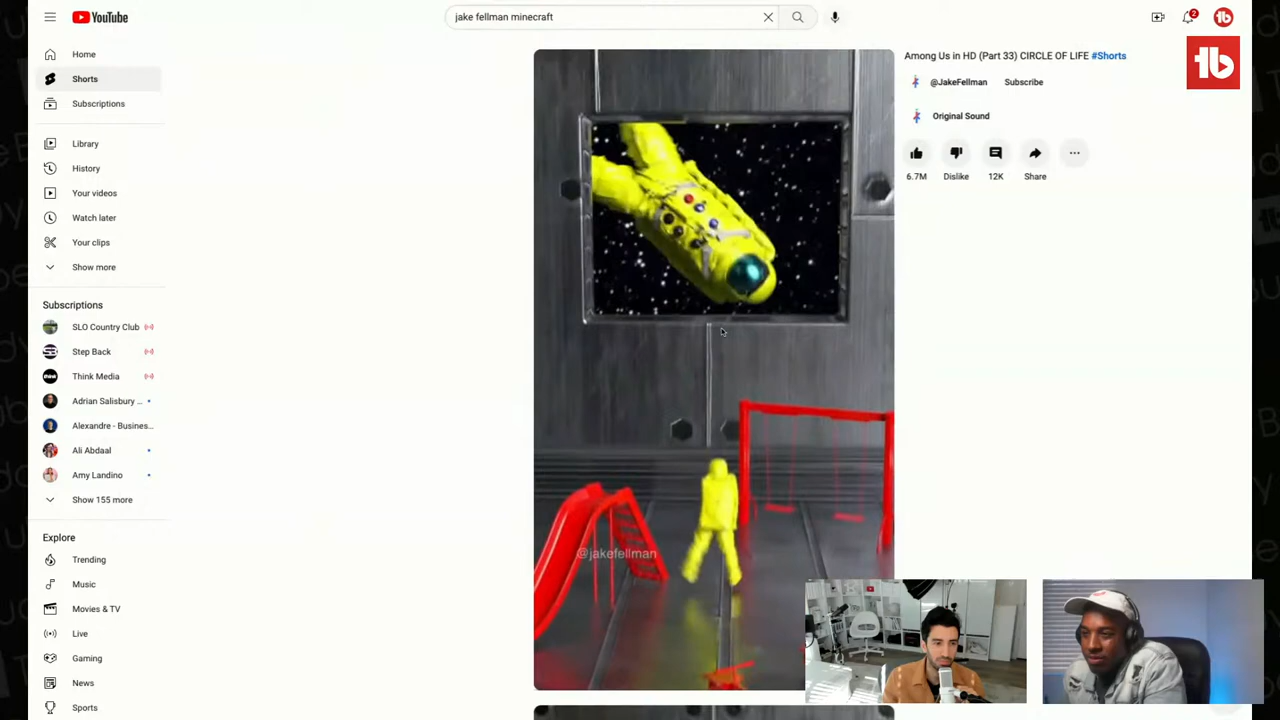 YouTube
jake fellman minecraft
2
Home
Shorts
Subscriptions
Library
History
Your videos
Watch later
Your clips
Show more
Subscriptions
SLO Country Club
Step Back
Think Media
Adrian Salisbury ...
Alexandre - Busines...
Ali Abdaal
Amy Landino
Show 155 more
Explore
Trending
Music
Movies & TV
Live
Gaming
News
Sports
@jakefellman
Among Us in HD (Part 33) CIRCLE OF LIFE #Shorts
@JakeFellman Subscribe
Original Sound
6.7M Dislike 12K Share